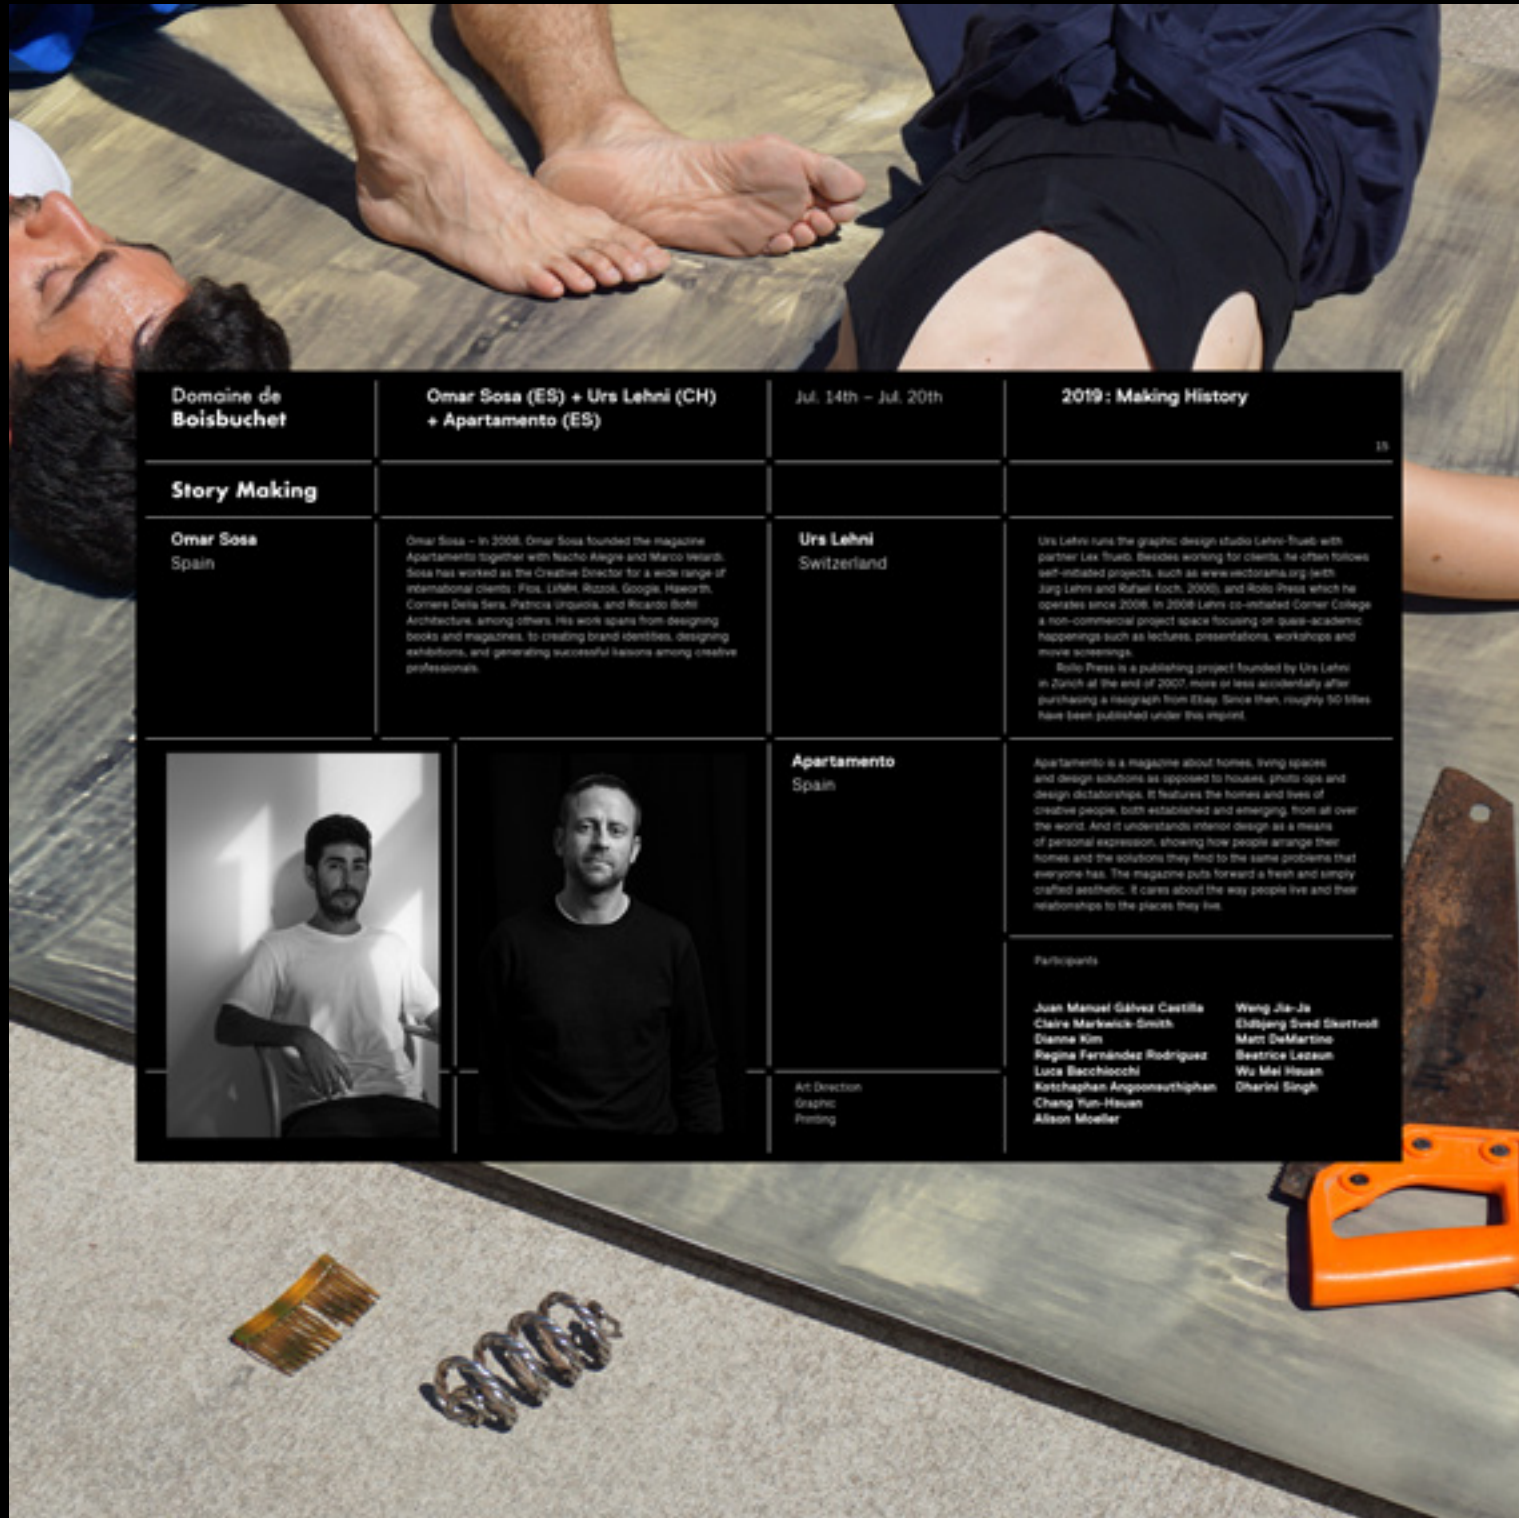 Domaine de
Boisbuchet
Omar Sosa (ES) + Urs Lehni (CH)
+ Apartamento (ES)
Jul. 14th – Jul. 20th
2019 : Making History
15
Story Making
Omar Sosa
Spain
Omar Sosa – In 2008, Omar Sosa founded the magazine
Apartamento together with Nacho Alegre and Marco Velardi.
Sosa has worked as the Creative Director for a wide range of
international clients : Flos, LVMH, Rizzoli, Google, Haworth,
Corriere Della Sera, Patricia Urquiola, and Ricardo Bofill
Architecture, among others. His work spans from designing
books and magazines, to creating brand identities, designing
exhibitions, and generating successful liaisons among creative
professionals.
Urs Lehni
Switzerland
Urs Lehni runs the graphic design studio Lehni-Trueb with
partner Lex Trueb. Besides working for clients, he often follows
self-initiated projects, such as www.vectorama.org (with
Jürg Lehni and Rafael Koch, 2000), and Rollo Press which he
operates since 2008. In 2008 Lehni co-initiated Corner College
a non-commercial project space focusing on quasi-academic
happenings such as lectures, presentations, workshops and
movie screenings.
Rollo Press is a publishing project founded by Urs Lehni
in Zürich at the end of 2007, more or less accidentally after
purchasing a risograph from Ebay. Since then, roughly 50 titles
have been published under this imprint.
Apartamento
Spain
Apartamento is a magazine about homes, living spaces
and design solutions as opposed to houses, photo ops and
design dictatorships. It features the homes and lives of
creative people, both established and emerging, from all over
the world. And it understands interior design as a means
of personal expression, showing how people arrange their
homes and the solutions they find to the same problems that
everyone has. The magazine puts forward a fresh and simply
crafted aesthetic. It cares about the way people live and their
relationships to the places they live.
Art Direction
Graphic
Printing
Participants
Juan Manuel Gálvez Castillo
Claire Markwick-Smith
Dianne Kim
Regina Fernández Rodríguez
Luca Bacchiocchi
Kotchaphan Angoonsuthiphan
Chang Yun-Hsuan
Alison Moeller
Weng Jia-Ja
Eldbjørg Sved Skottvoll
Matt DeMartino
Beatrice Lezaun
Wu Mei Hsuan
Dharini Singh